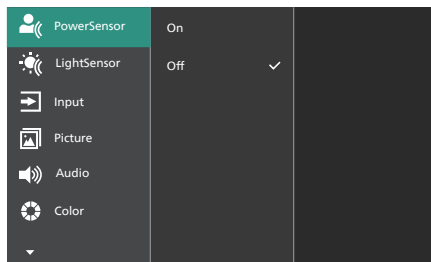 PowerSensor
On
LightSensor
Off
Input
Picture
Audio
Color